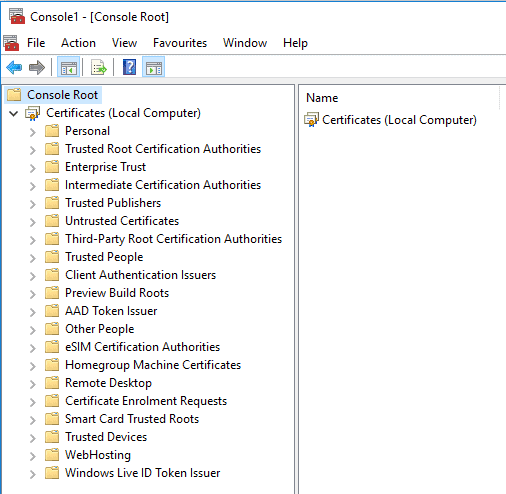 Console1 - [Console Root]
File Action View Favourites Window Help
Console Root
Certificates (Local Computer)
Personal
Trusted Root Certification Authorities
Enterprise Trust
Intermediate Certification Authorities
Trusted Publishers
Untrusted Certificates
Third-Party Root Certification Authorities
Trusted People
Client Authentication Issuers
Preview Build Roots
AAD Token Issuer
Other People
eSIM Certification Authorities
Homegroup Machine Certificates
Remote Desktop
Certificate Enrolment Requests
Smart Card Trusted Roots
Trusted Devices
WebHosting
Windows Live ID Token Issuer
Name
Certificates (Local Computer)